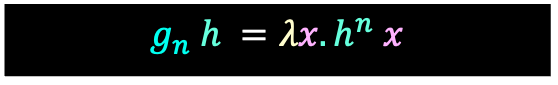 gₙ h = λx. hⁿ x